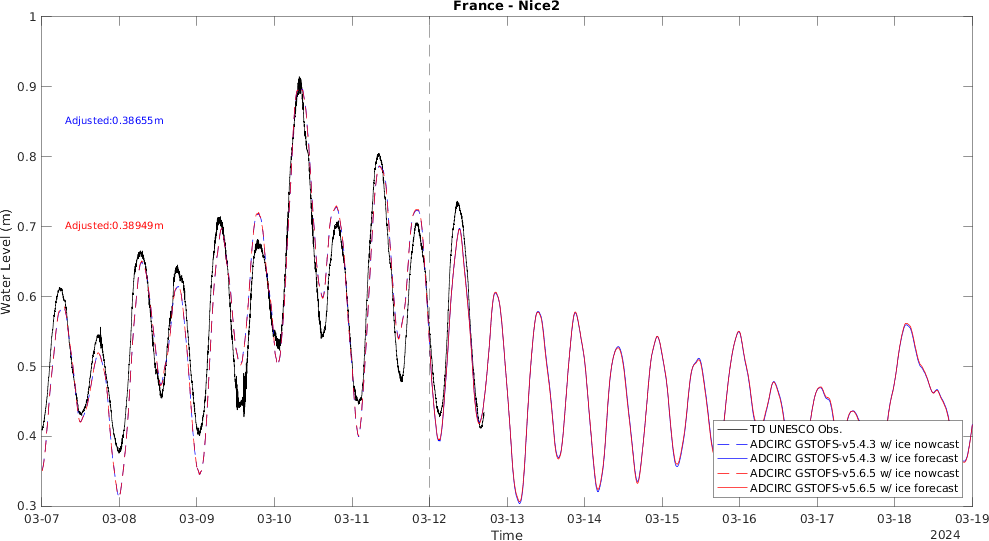 France - Nice2
1
0.9
0.8
0.7
0.6
0.5
0.4
0.3
Water Level (m)
Adjusted:0.38655m
Adjusted:0.38949m
TD UNESCO Obs.
ADCIRC GSTOFS-v5.4.3 w/ ice nowcast
ADCIRC GSTOFS-v5.4.3 w/ ice forecast
ADCIRC GSTOFS-v5.6.5 w/ ice nowcast
ADCIRC GSTOFS-v5.6.5 w/ ice forecast
03-07 03-08 03-09 03-10 03-11 03-12 03-13 03-14 03-15 03-16 03-17 03-18 03-19
Time
2024